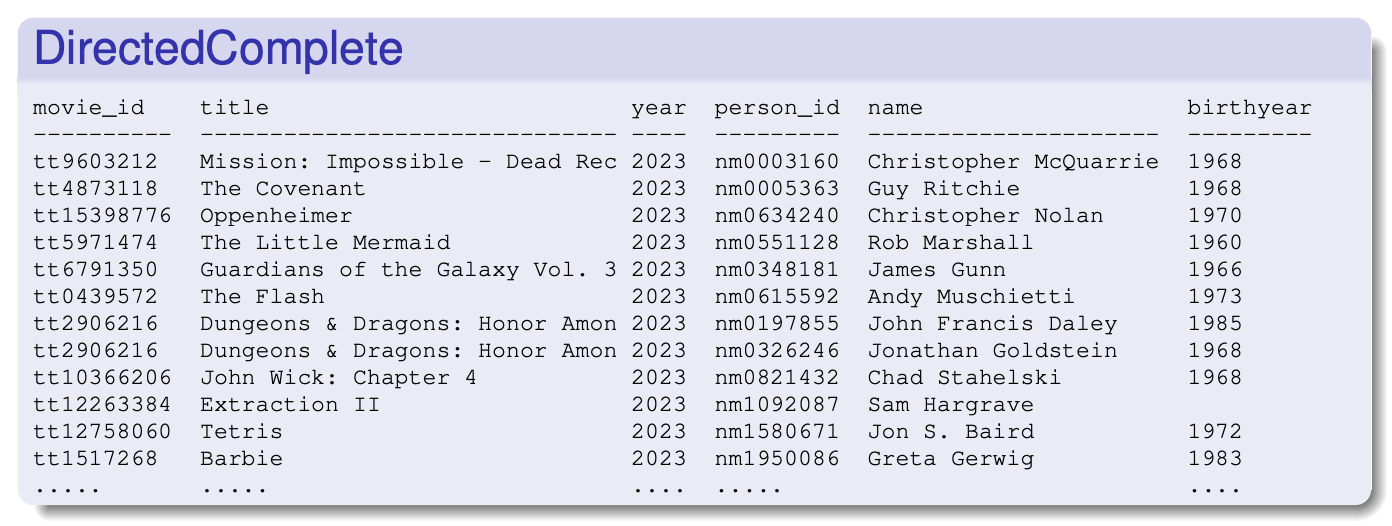 DirectedComplete
movie_id title year person_id name birthyear
---------- ------------------------------ ---- --------- --------------------- ---------
tt9603212 Mission: Impossible - Dead Rec 2023 nm0003160 Christopher McQuarrie 1968
tt4873118 The Covenant 2023 nm0005363 Guy Ritchie 1968
tt15398776 Oppenheimer 2023 nm0634240 Christopher Nolan 1970
tt5971474 The Little Mermaid 2023 nm0551128 Rob Marshall 1960
tt6791350 Guardians of the Galaxy Vol. 3 2023 nm0348181 James Gunn 1966
tt0439572 The Flash 2023 nm0615592 Andy Muschietti 1973
tt2906216 Dungeons & Dragons: Honor Amon 2023 nm0197855 John Francis Daley 1985
tt2906216 Dungeons & Dragons: Honor Amon 2023 nm0326246 Jonathan Goldstein 1968
tt10366206 John Wick: Chapter 4 2023 nm0821432 Chad Stahelski 1968
tt12263384 Extraction II 2023 nm1092087 Sam Hargrave
tt12758060 Tetris 2023 nm1580671 Jon S. Baird 1972
tt1517268 Barbie 2023 nm1950086 Greta Gerwig 1983
..... ..... .... ..... ....